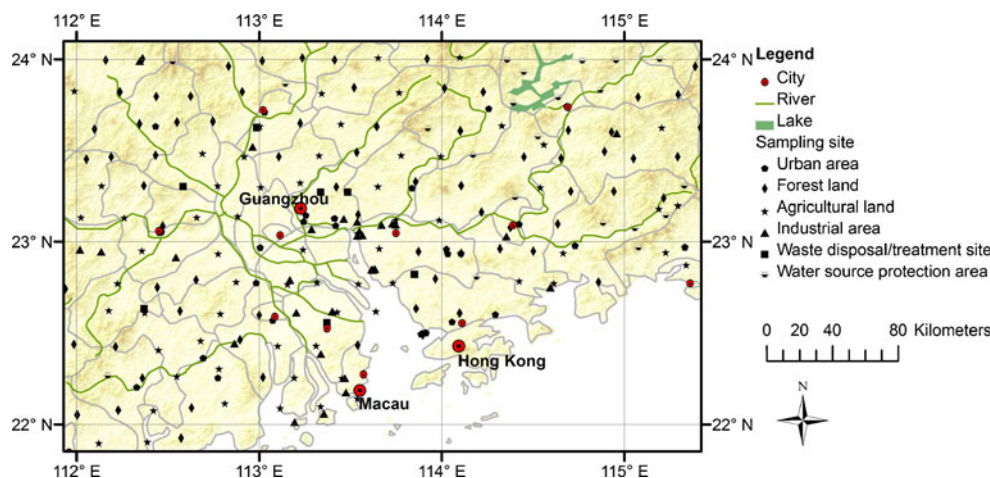 112° E 113° E 114° E 115° E
24° N 24° N
23° N 23° N
22° N 22° N
Guangzhou
Hong Kong
Macau
112° E 113° E 114° E 115° E
Legend
City
River
Lake
Sampling site
Urban area
Forest land
Agricultural land
Industrial area
Waste disposal/treatment site
Water source protection area
0 20 40 80 Kilometers
N